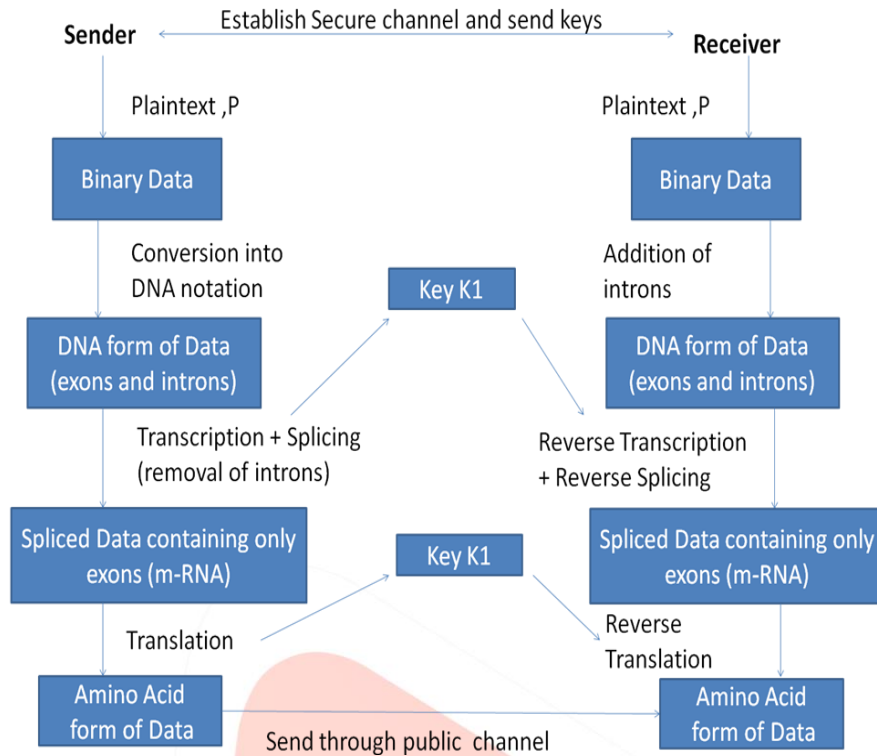 Establish Secure channel and send keys
Sender
Receiver
Plaintext ,P
Plaintext ,P
Binary Data
Binary Data
Conversion into
DNA notation
Addition of
introns
Key K1
DNA form of Data
(exons and introns)
DNA form of Data
(exons and introns)
Transcription + Splicing
(removal of introns)
Reverse Transcription
+ Reverse Splicing
Spliced Data containing only
exons (m-RNA)
Key K1
Spliced Data containing only
exons (m-RNA)
Translation
Reverse
Translation
Amino Acid
form of Data
Amino Acid
form of Data
Send through public channel